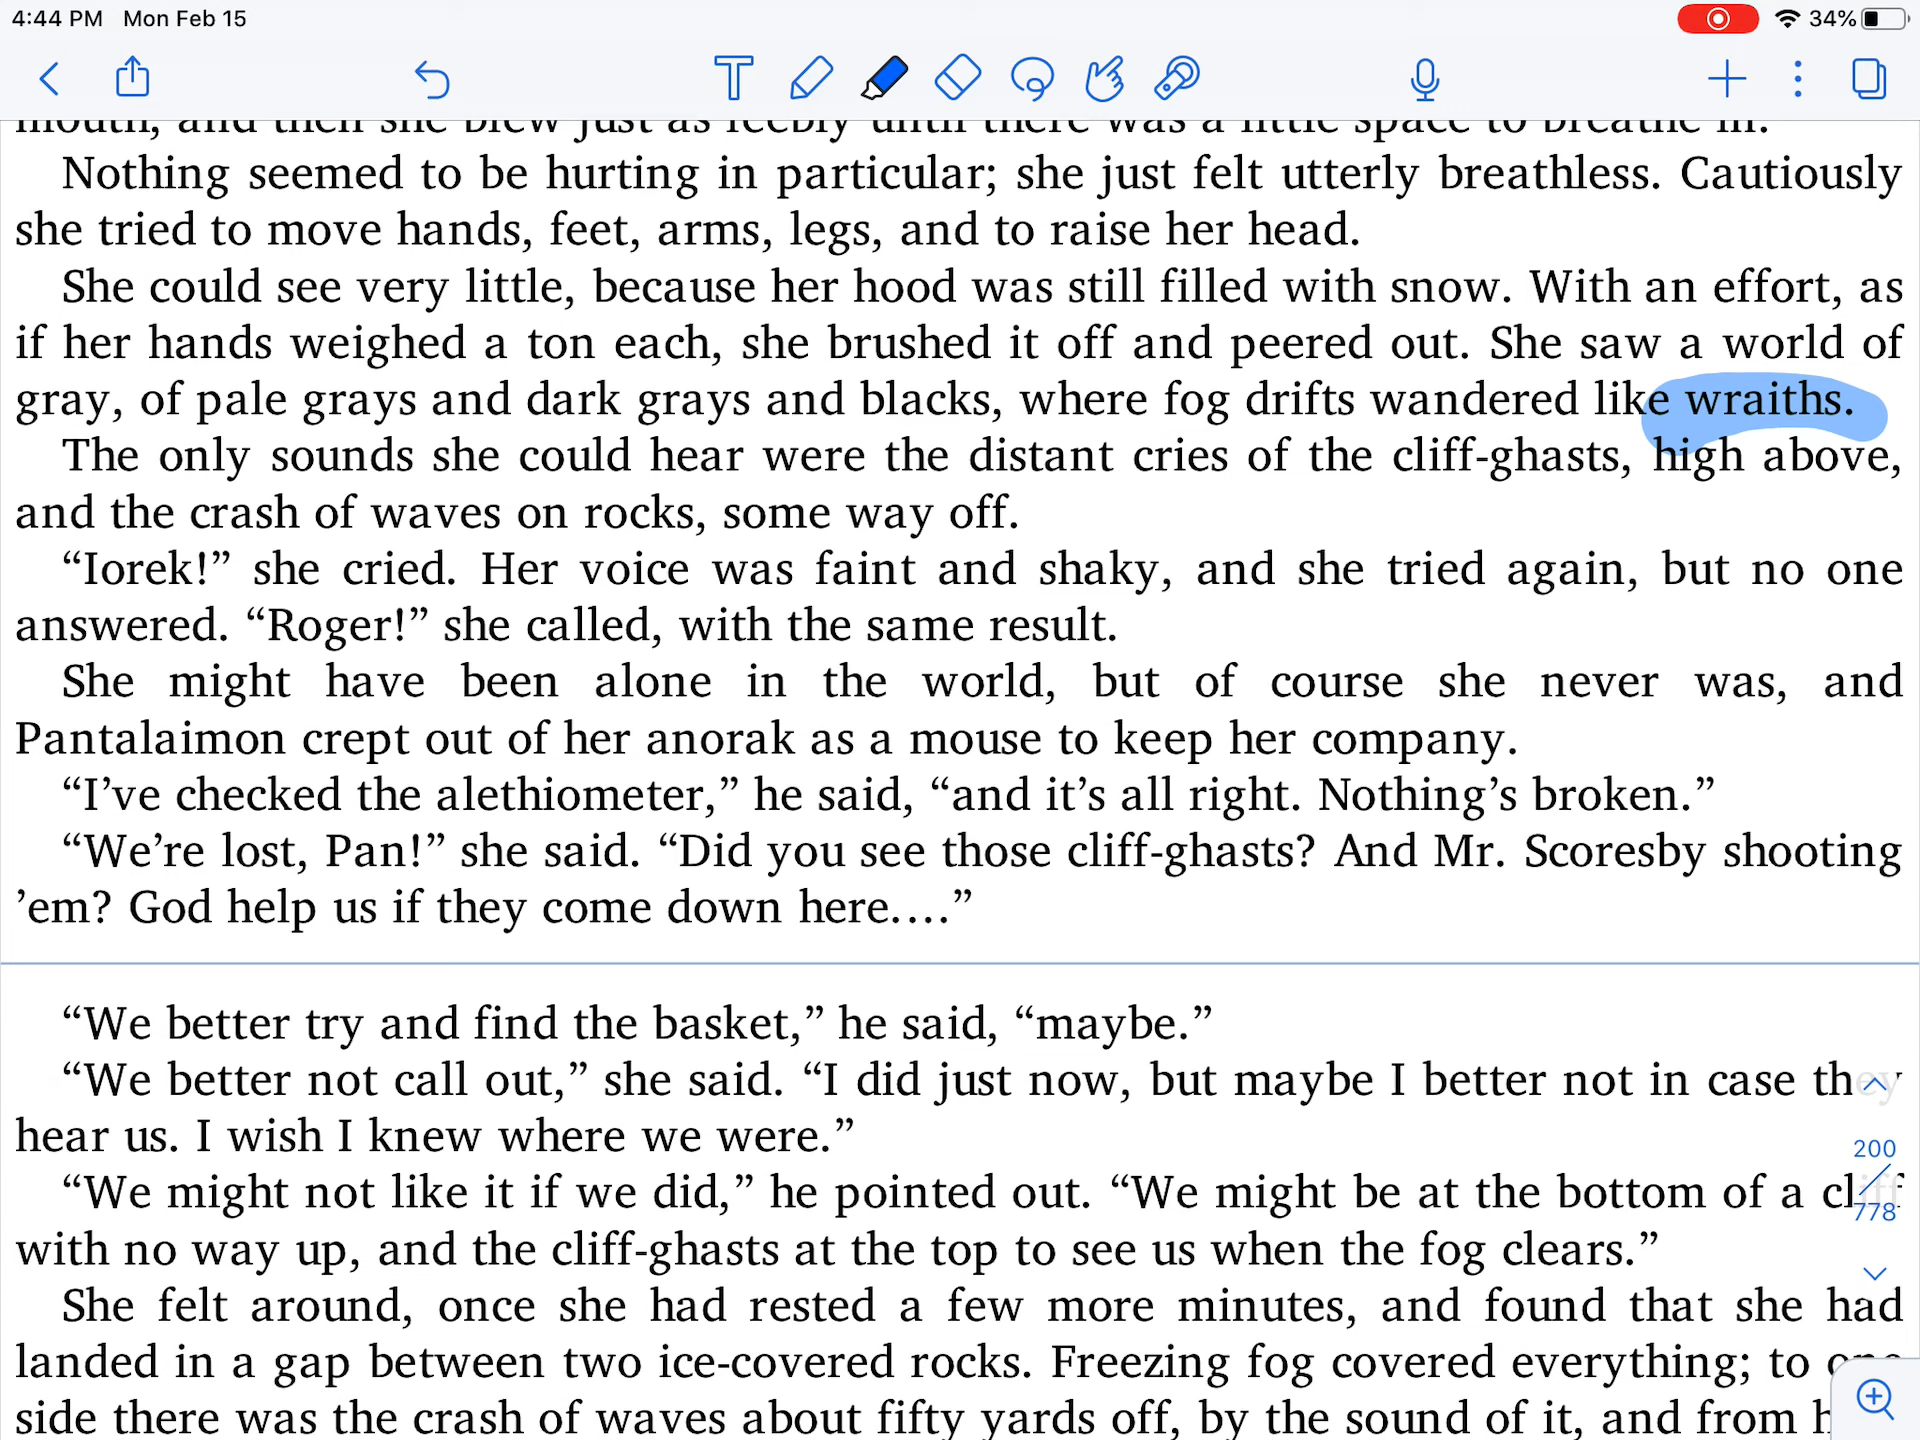 4:44 PM Mon Feb 15
34%
mouth, and then she blew just as feebly until there was a little space to breathe in.
Nothing seemed to be hurting in particular; she just felt utterly breathless. Cautiously
she tried to move hands, feet, arms, legs, and to raise her head.
She could see very little, because her hood was still filled with snow. With an effort, as
if her hands weighed a ton each, she brushed it off and peered out. She saw a world of
gray, of pale grays and dark grays and blacks, where fog drifts wandered like wraiths.
The only sounds she could hear were the distant cries of the cliff-ghasts, high above,
and the crash of waves on rocks, some way off.
“Iorek!” she cried. Her voice was faint and shaky, and she tried again, but no one
answered. “Roger!” she called, with the same result.
She might have been alone in the world, but of course she never was, and
Pantalaimon crept out of her anorak as a mouse to keep her company.
“I’ve checked the alethiometer,” he said, “and it’s all right. Nothing’s broken.”
“We’re lost, Pan!” she said. “Did you see those cliff-ghasts? And Mr. Scoresby shooting
’em? God help us if they come down here....”
“We better try and find the basket,” he said, “maybe.”
“We better not call out,” she said. “I did just now, but maybe I better not in case they
hear us. I wish I knew where we were.”
“We might not like it if we did,” he pointed out. “We might be at the bottom of a cliff
with no way up, and the cliff-ghasts at the top to see us when the fog clears.”
She felt around, once she had rested a few more minutes, and found that she had
landed in a gap between two ice-covered rocks. Freezing fog covered everything; to one
side there was the crash of waves about fifty yards off, by the sound of it, and from
200
778